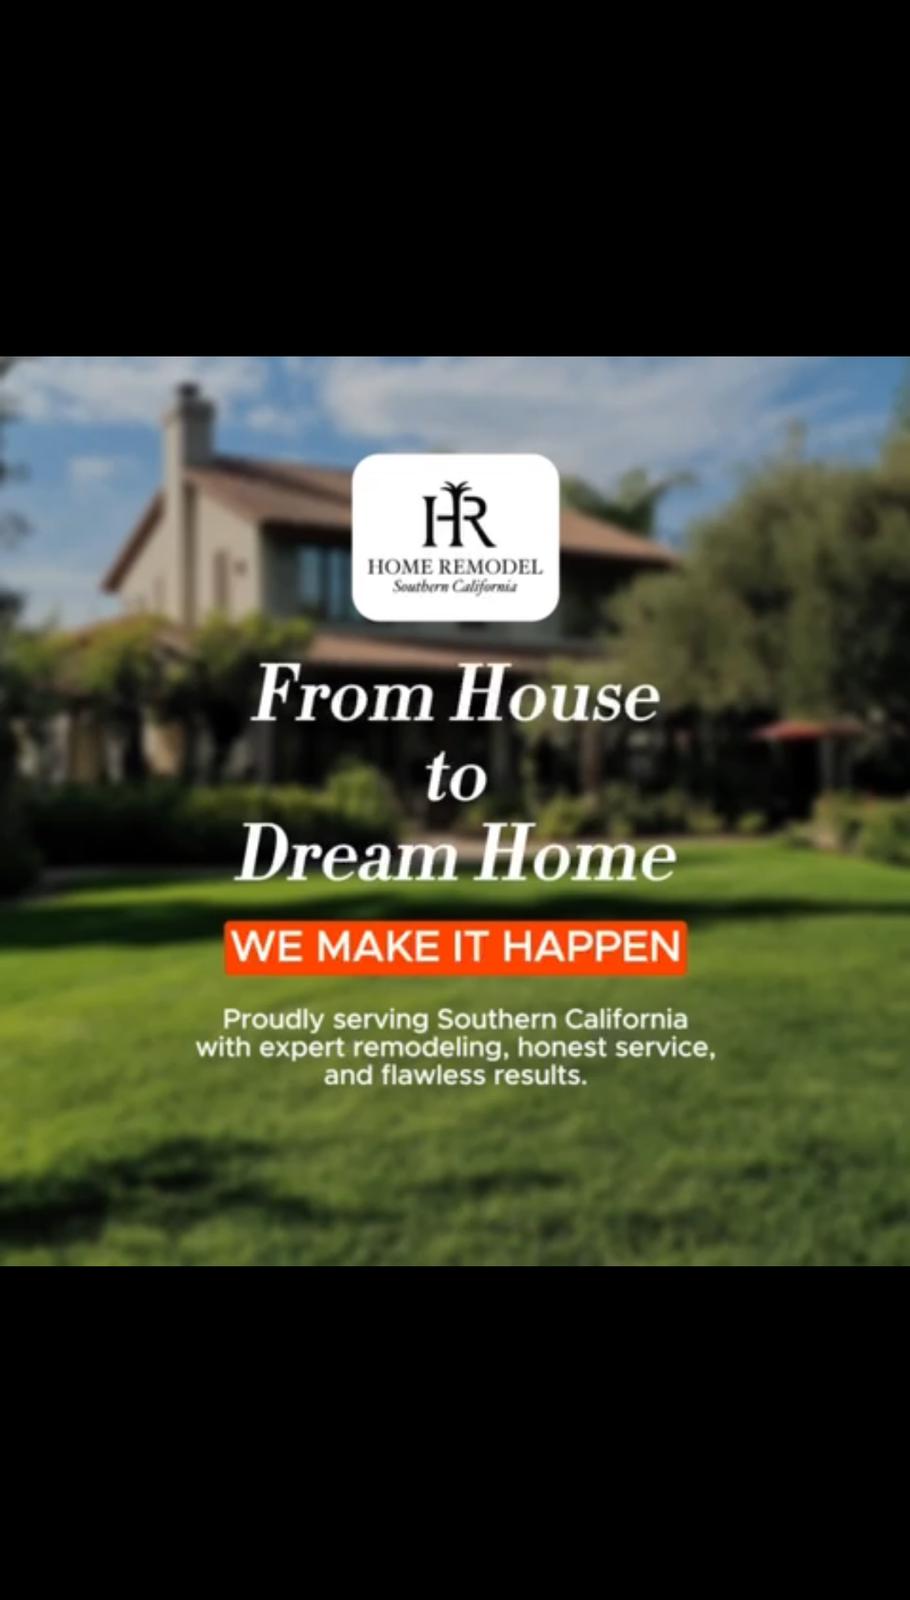 HR
HOME REMODEL
Southern California
From House
to
Dream Home
WE MAKE IT HAPPEN
Proudly serving Southern California
with expert remodeling, honest service,
and flawless results.